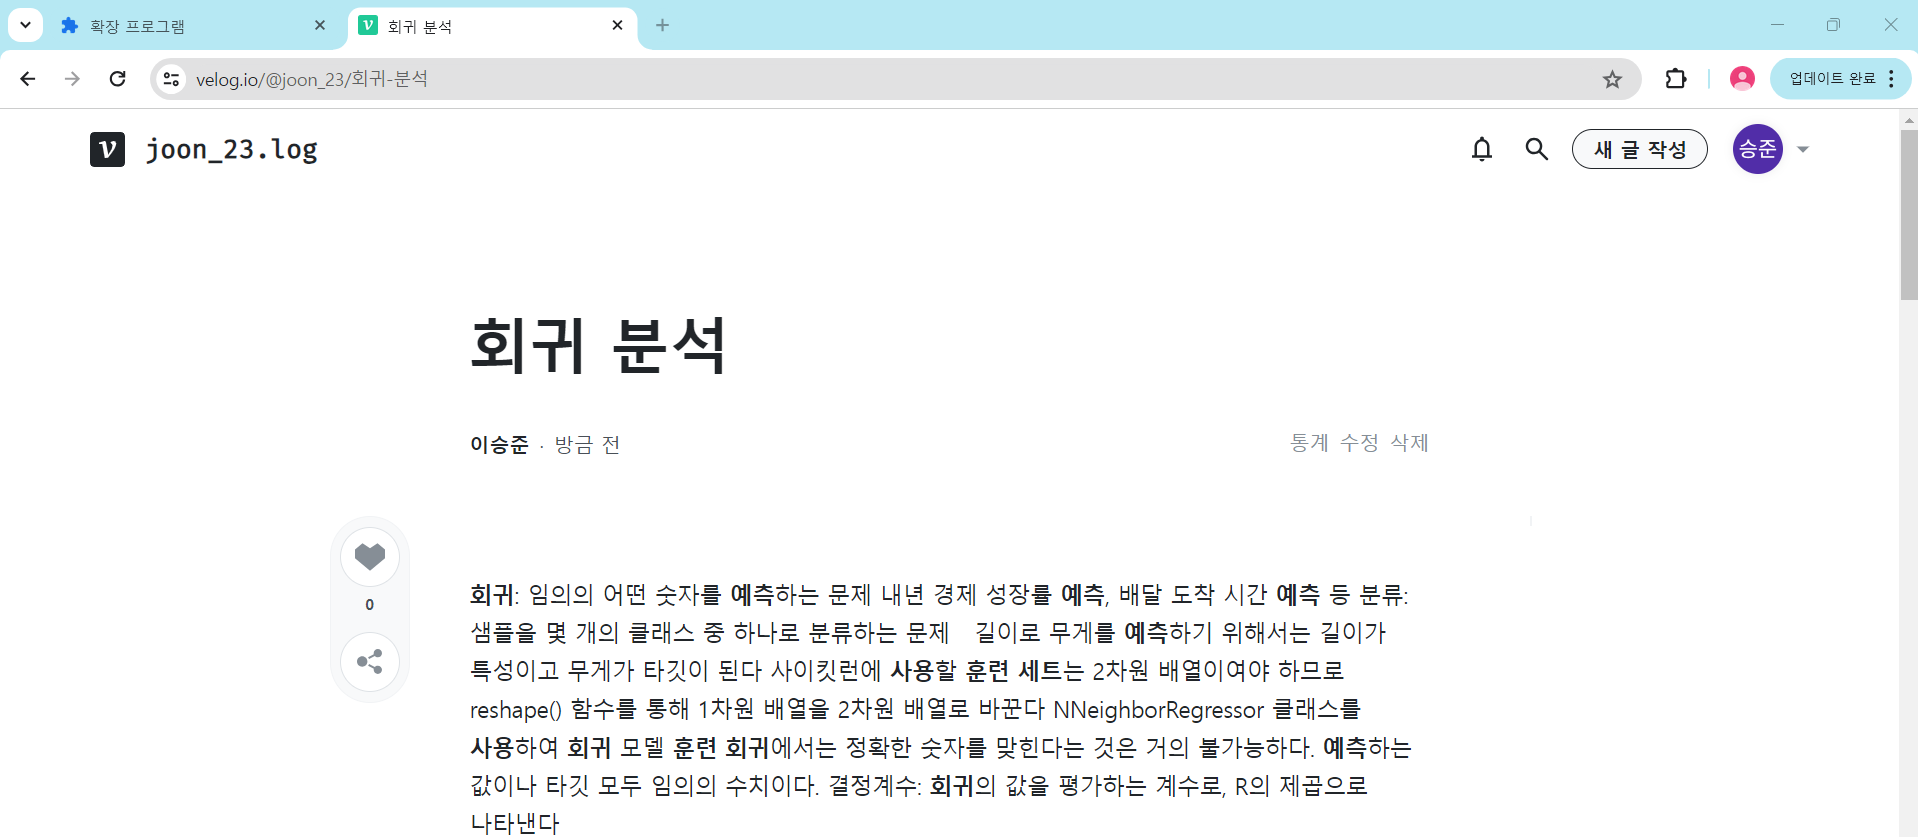 확장 프로그램
회귀 분석
velog.io/@joon_23/회귀-분석
업데이트 완료
v joon_23.log
새 글 작성
승준
회귀 분석
이승준 · 방금 전
통계 수정 삭제
0
회귀: 임의의 어떤 숫자를 예측하는 문제 내년 경제 성장률 예측, 배달 도착 시간 예측 등 분류:
샘플을 몇 개의 클래스 중 하나로 분류하는 문제 길이로 무게를 예측하기 위해서는 길이가
특성이고 무게가 타깃이 된다 사이킷런에 사용할 훈련 세트는 2차원 배열이여야 하므로
reshape() 함수를 통해 1차원 배열을 2차원 배열로 바꾼다 NNeighborRegressor 클래스를
사용하여 회귀 모델 훈련 회귀에서는 정확한 숫자를 맞힌다는 것은 거의 불가능하다. 예측하는
값이나 타깃 모두 임의의 수치이다. 결정계수: 회귀의 값을 평가하는 계수로, R의 제곱으로
나타낸다